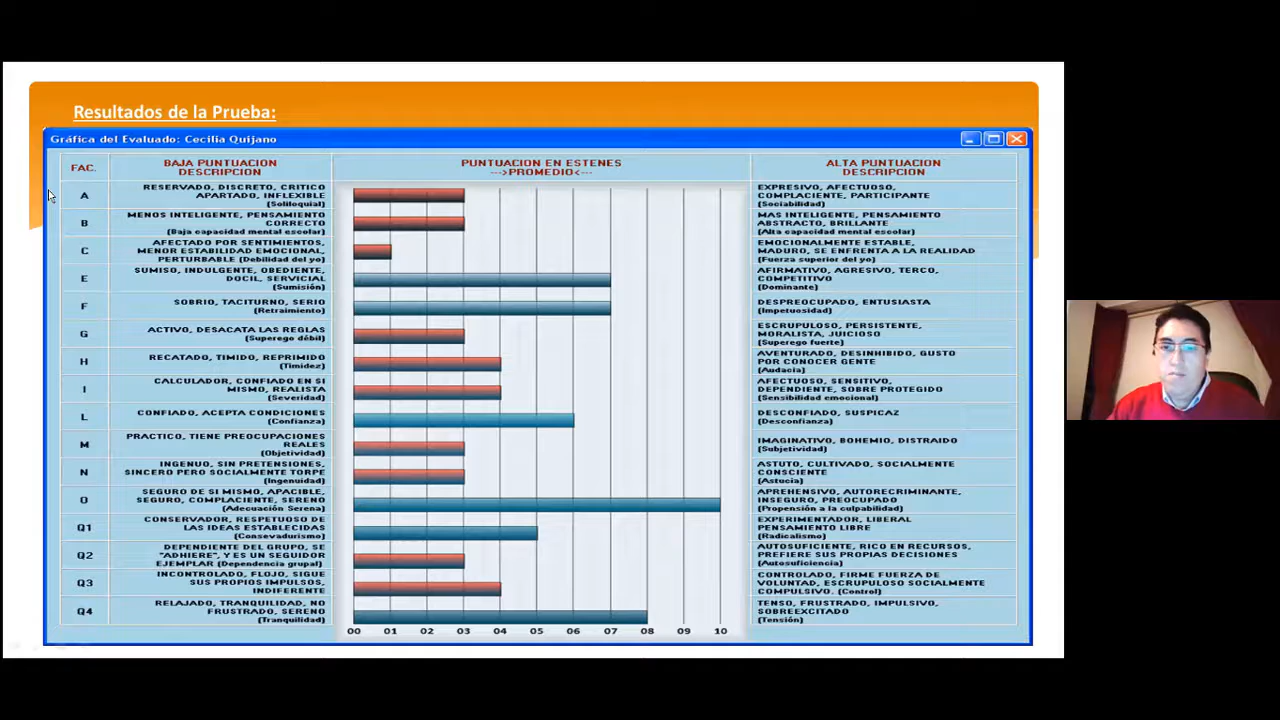 Resultados de la Prueba:
Gráfica del Evaluado: Cecilia Quijano
FAC.
BAJA PUNTUACION
DESCRIPCION
PUNTUACION EN ESTENES
--->PROMEDIO<---
ALTA PUNTUACION
DESCRIPCION
A
RESERVADO, DISCRETO, CRITICO
APARTADO, INFLEXIBLE
(Soliloquial)
EXPRESIVO, AFECTUOSO,
COMPLACIENTE, PARTICIPANTE
(Sociabilidad)
B
MENOS INTELIGENTE, PENSAMIENTO
CORRECTO
(Baja capacidad mental escolar)
MAS INTELIGENTE, PENSAMIENTO
ABSTRACTO, BRILLANTE
(Alta capacidad mental escolar)
C
AFECTADO POR SENTIMIENTOS,
MENOR ESTABILIDAD EMOCIONAL,
PERTURBABLE (Debilidad del yo)
EMOCIONALMENTE ESTABLE,
MADURO, SE ENFRENTA A LA REALIDAD
(Fuerza superior del yo)
E
SUMISO, INDULGENTE, OBEDIENTE,
DOCIL, SERVICIAL
(Sumisión)
AFIRMATIVO, AGRESIVO, TERCO,
COMPETITIVO
(Dominante)
F
SOBRIO, TACITURNO, SERIO
(Retraimiento)
DESPREOCUPADO, ENTUSIASTA
(Impetuosidad)
G
ACTIVO, DESACATA LAS REGLAS
(Superego débil)
ESCRUPULOSO, PERSISTENTE,
MORALISTA, JUICIOSO
(Superego fuerte)
H
RECATADO, TIMIDO, REPRIMIDO
(Timidez)
AVENTURADO, DESINHIBIDO, GUSTO
POR CONOCER GENTE
(Audacia)
I
CALCULADOR, CONFIADO EN SI
MISMO, REALISTA
(Severidad)
AFECTUOSO, SENSITIVO,
DEPENDIENTE, SOBRE PROTEGIDO
(Sensibilidad emocional)
L
CONFIADO, ACEPTA CONDICIONES
(Confianza)
DESCONFIADO, SUSPICAZ
(Desconfianza)
M
PRACTICO, TIENE PREOCUPACIONES
REALES
(Objetividad)
IMAGINATIVO, BOHEMIO, DISTRAIDO
(Subjetividad)
N
INGENUO, SIN PRETENSIONES,
SINCERO PERO SOCIALMENTE TORPE
(Ingenuidad)
ASTUTO, CULTIVADO, SOCIALMENTE
CONSCIENTE
(Astucia)
O
SEGURO DE SI MISMO, APACIBLE,
SEGURO, COMPLACIENTE, SERENO
(Adecuación Serena)
APREHENSIVO, AUTORECRIMINANTE,
INSEGURO, PREOCUPADO
(Propensión a la culpabilidad)
Q1
CONSERVADOR, RESPETUOSO DE
LAS IDEAS ESTABLECIDAS
(Consevadurismo)
EXPERIMENTADOR, LIBERAL
PENSAMIENTO LIBRE
(Radicalismo)
Q2
DEPENDIENTE DEL GRUPO, SE
"ADHIERE", Y ES UN SEGUIDOR
EJEMPLAR (Dependencia grupal)
AUTOSUFICIENTE, RICO EN RECURSOS,
PREFIERE SUS PROPIAS DECISIONES
(Autosuficiencia)
Q3
INCONTROLADO, FLOJO, SIGUE
SUS PROPIOS IMPULSOS,
INDIFERENTE
CONTROLADO, FIRME FUERZA DE
VOLUNTAD, ESCRUPULOSO SOCIALMENTE
COMPULSIVO. (Control)
Q4
RELAJADO, TRANQUILIDAD, NO
FRUSTRADO, SERENO
(Tranquilidad)
TENSO, FRUSTRADO, IMPULSIVO,
SOBREEXCITADO
(Tensión)
00 01 02 03 04 05 06 07 08 09 10